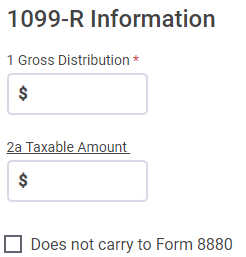 1099-R Information
1 Gross Distribution *
$
2a Taxable Amount
$
Does not carry to Form 8880